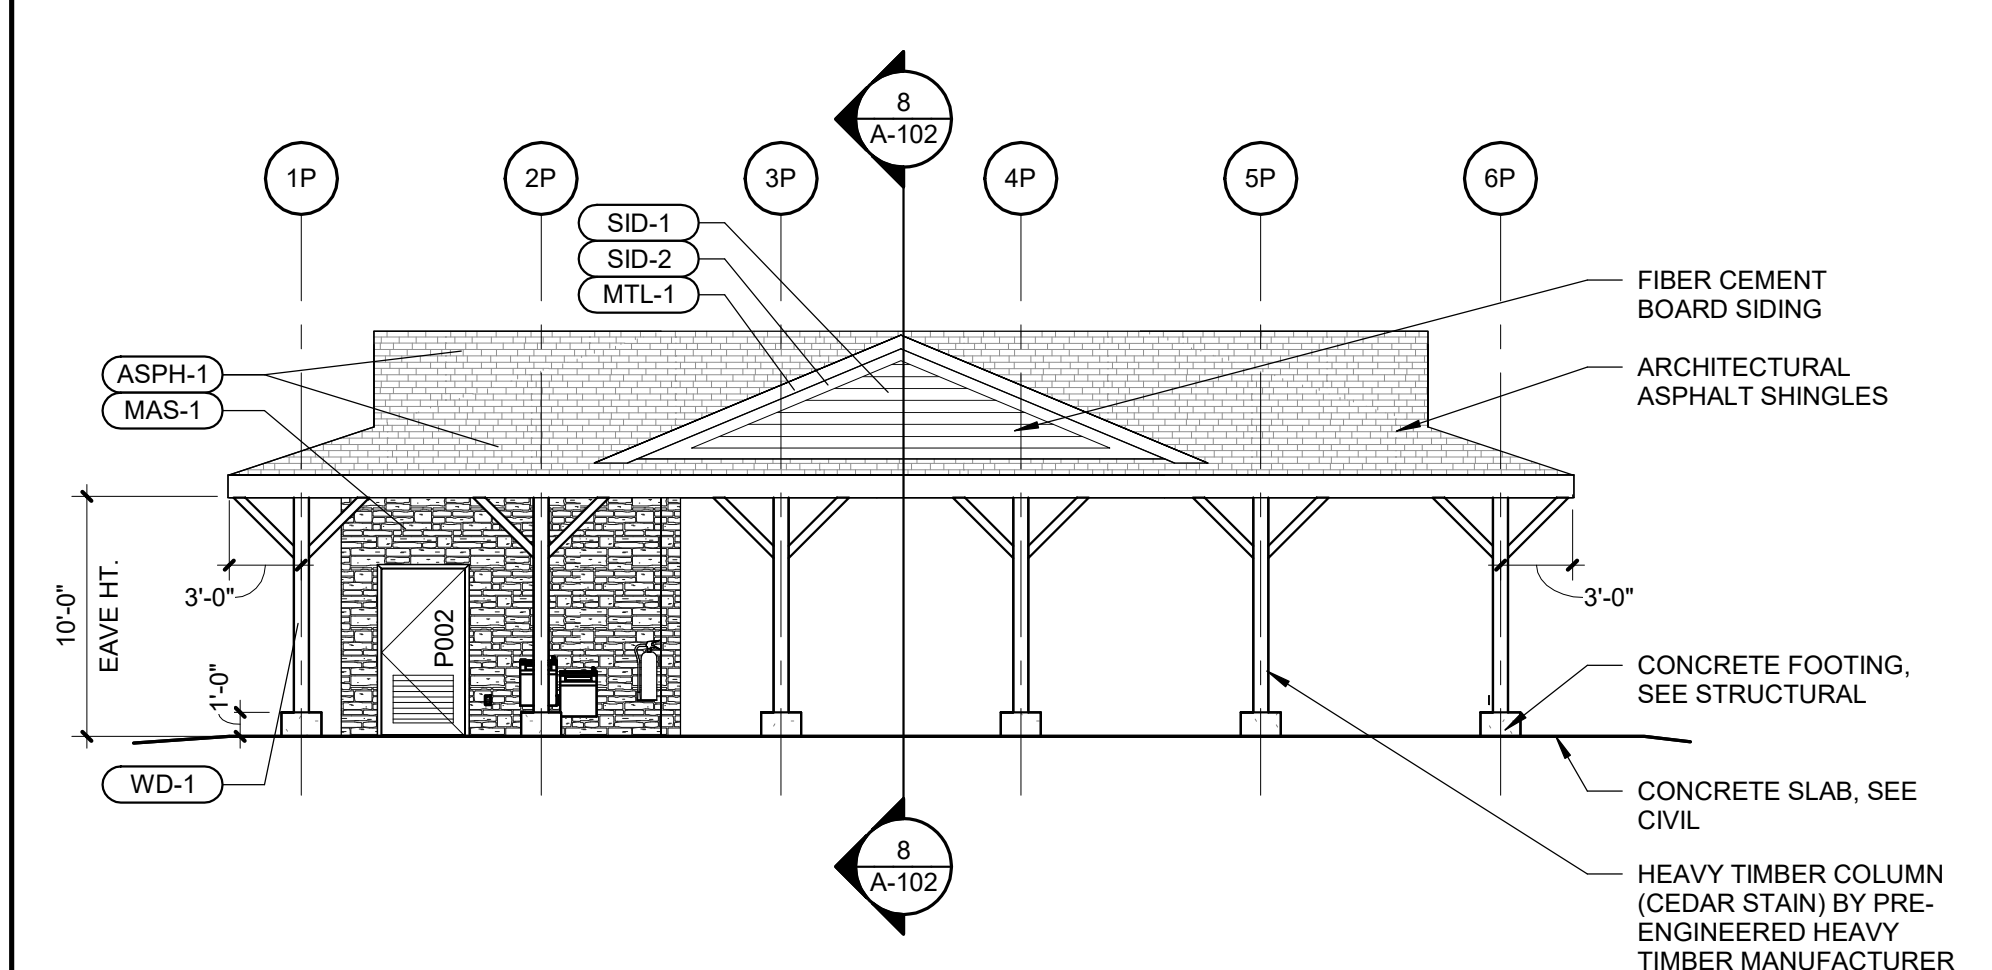 8
A-102
1P
2P
3P
4P
5P
6P
SID-1
SID-2
MTL-1
FIBER CEMENT
BOARD SIDING
ASPH-1
MAS-1
ARCHITECTURAL
ASPHALT SHINGLES
10'-0"
EAVE HT.
3'-0"
3'-0"
1'-0"
P002
CONCRETE FOOTING,
SEE STRUCTURAL
WD-1
CONCRETE SLAB, SEE
CIVIL
8
A-102
HEAVY TIMBER COLUMN
(CEDAR STAIN) BY PRE-
ENGINEERED HEAVY
TIMBER MANUFACTURER